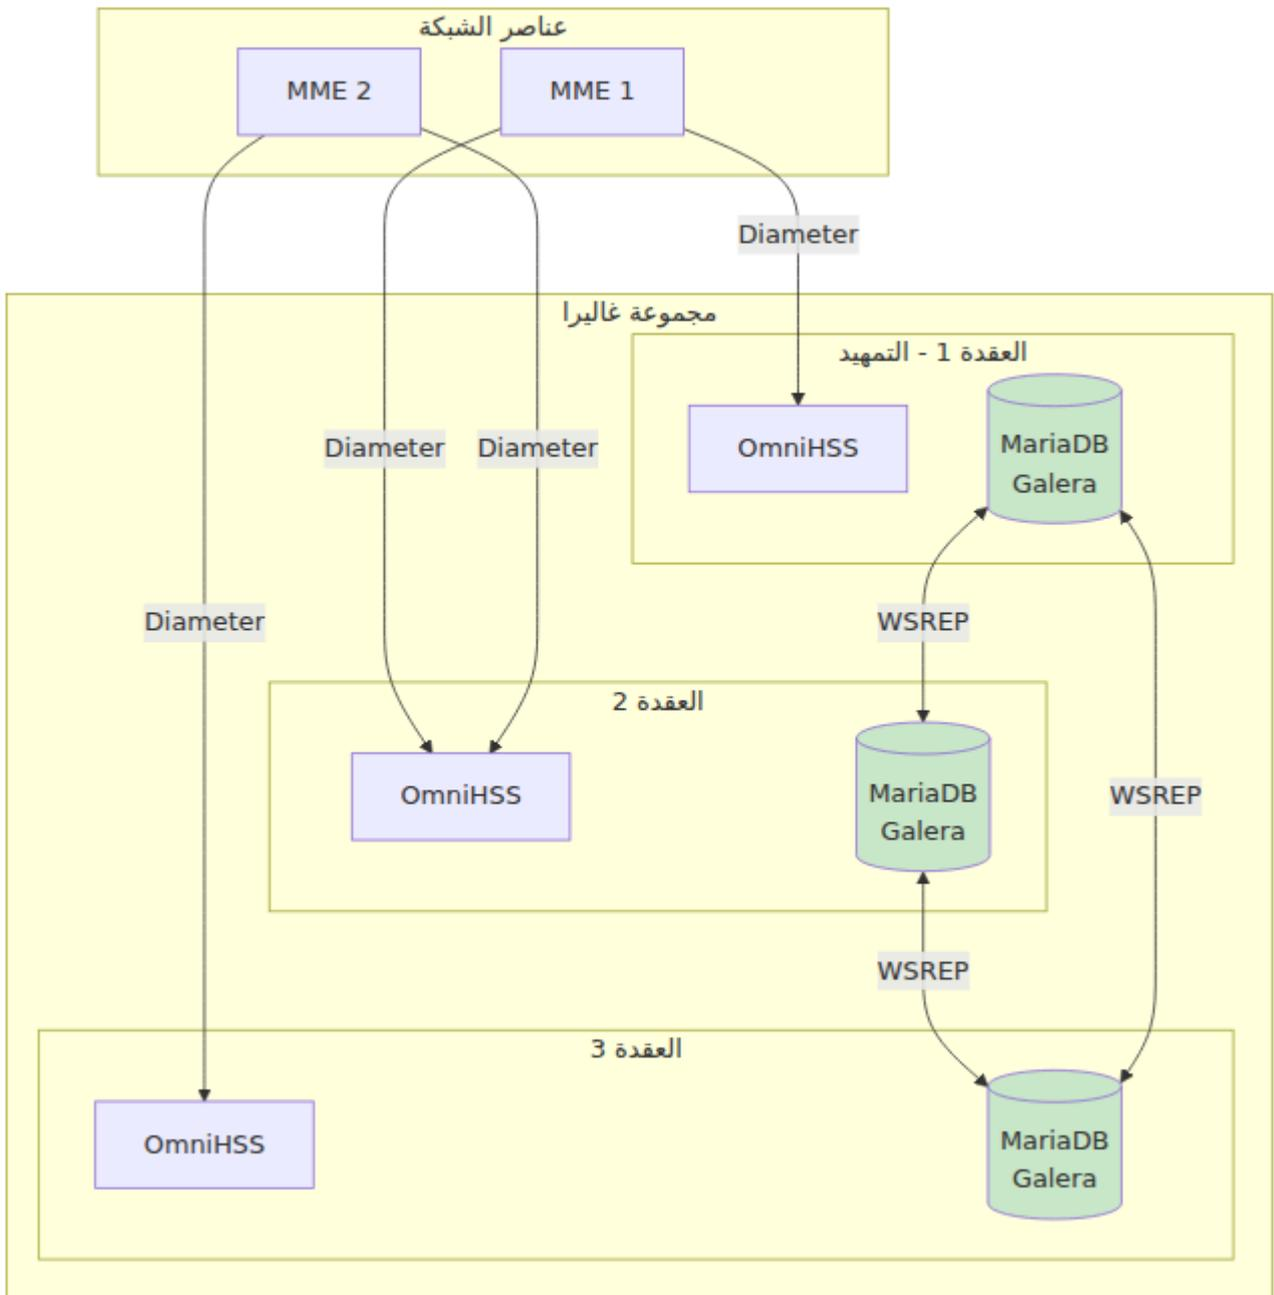 عناصر الشبكة
MME 2
MME 1
Diameter
مجموعة غاليرا
العقدة 1 - التمهيد
OmniHSS
MariaDB
Galera
Diameter
Diameter
Diameter
WSREP
العقدة 2
OmniHSS
MariaDB
Galera
WSREP
WSREP
العقدة 3
OmniHSS
MariaDB
Galera